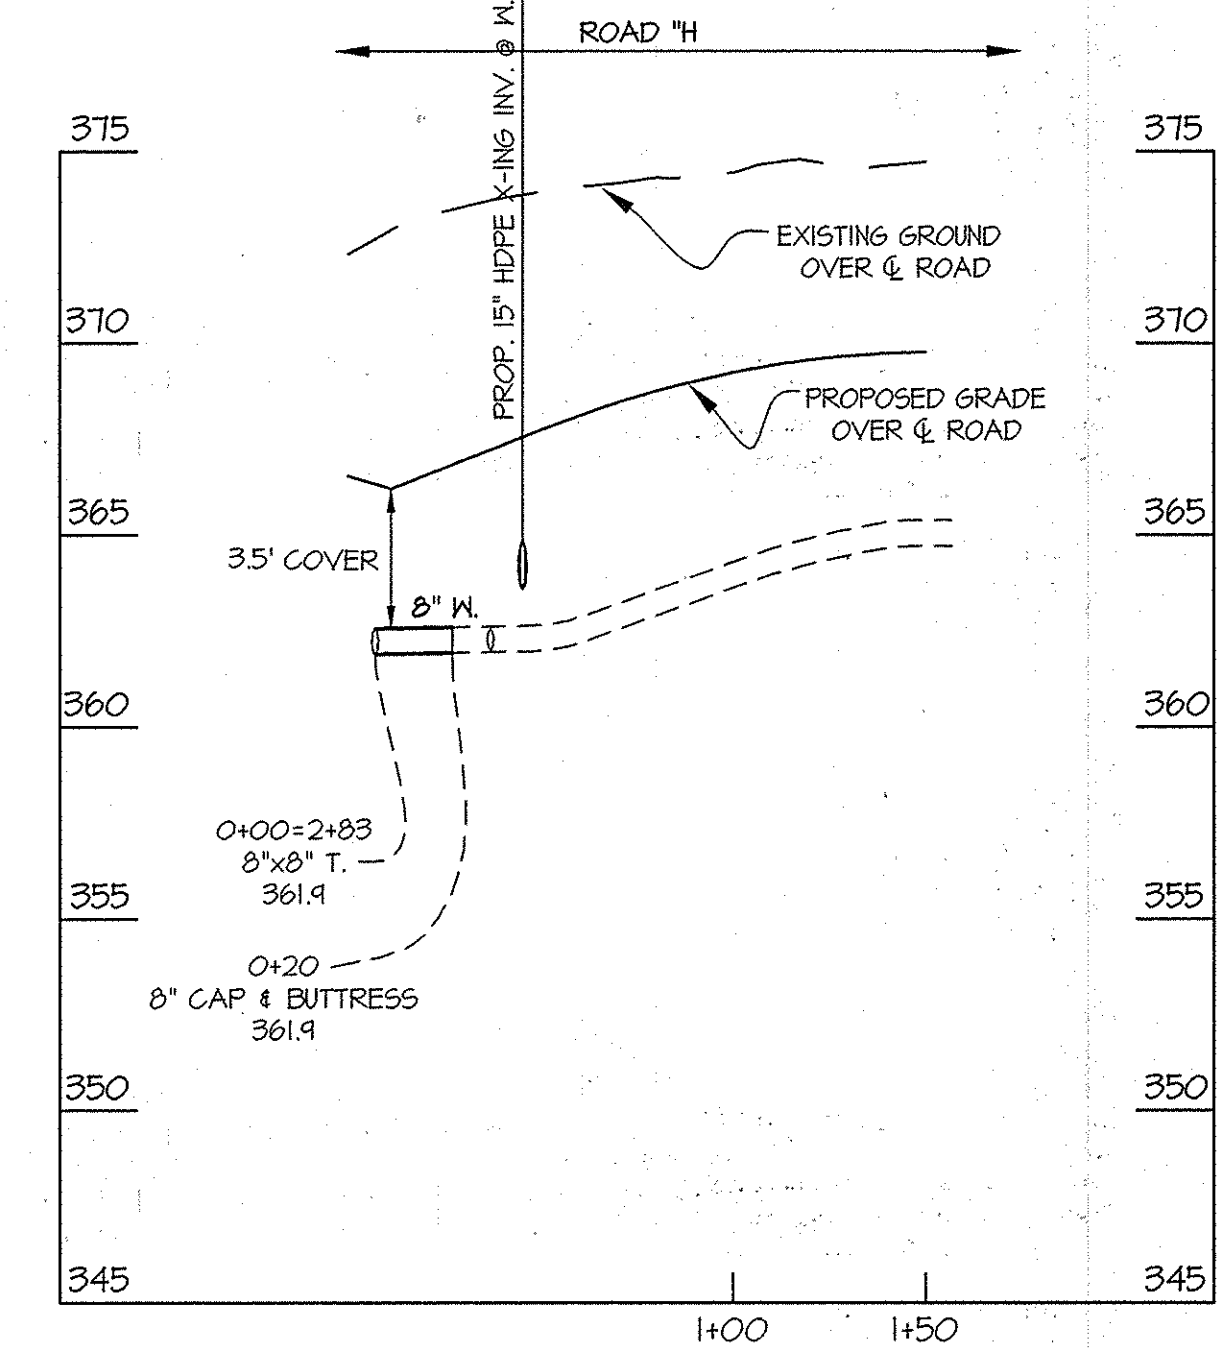 ROAD "H
PROP. 15" HDPE X-ING INV. @ W.
375
375
EXISTING GROUND
OVER ℄ ROAD
370
370
PROPOSED GRADE
OVER ℄ ROAD
365
365
3.5' COVER
8" W.
360
360
0+00=2+83
8"x8" T.
361.9
355
355
0+20
8" CAP & BUTTRESS
361.9
350
350
345
345
1+00
1+50